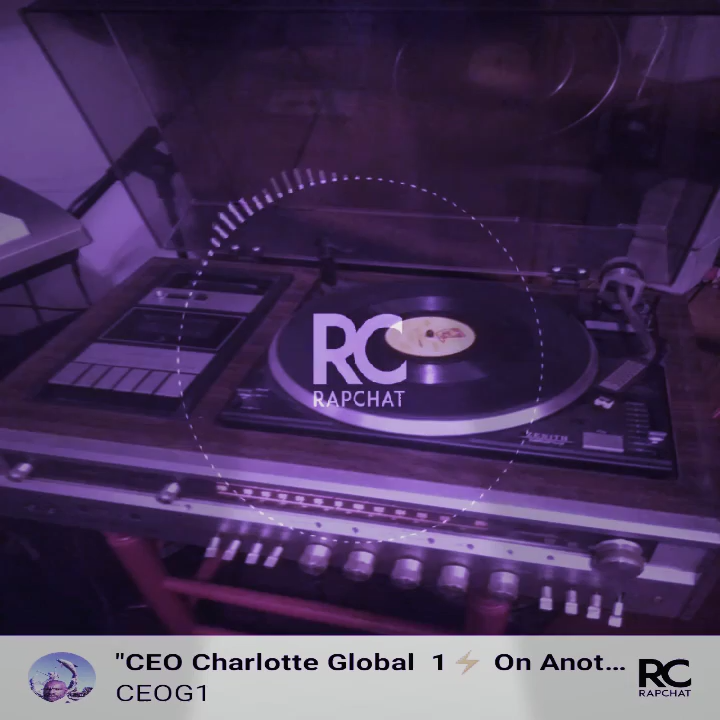 RC
RAPCHAT
ZENITH
"CEO Charlotte Global 1⚡ On Anot...
CEOG1
RC
RAPCHAT